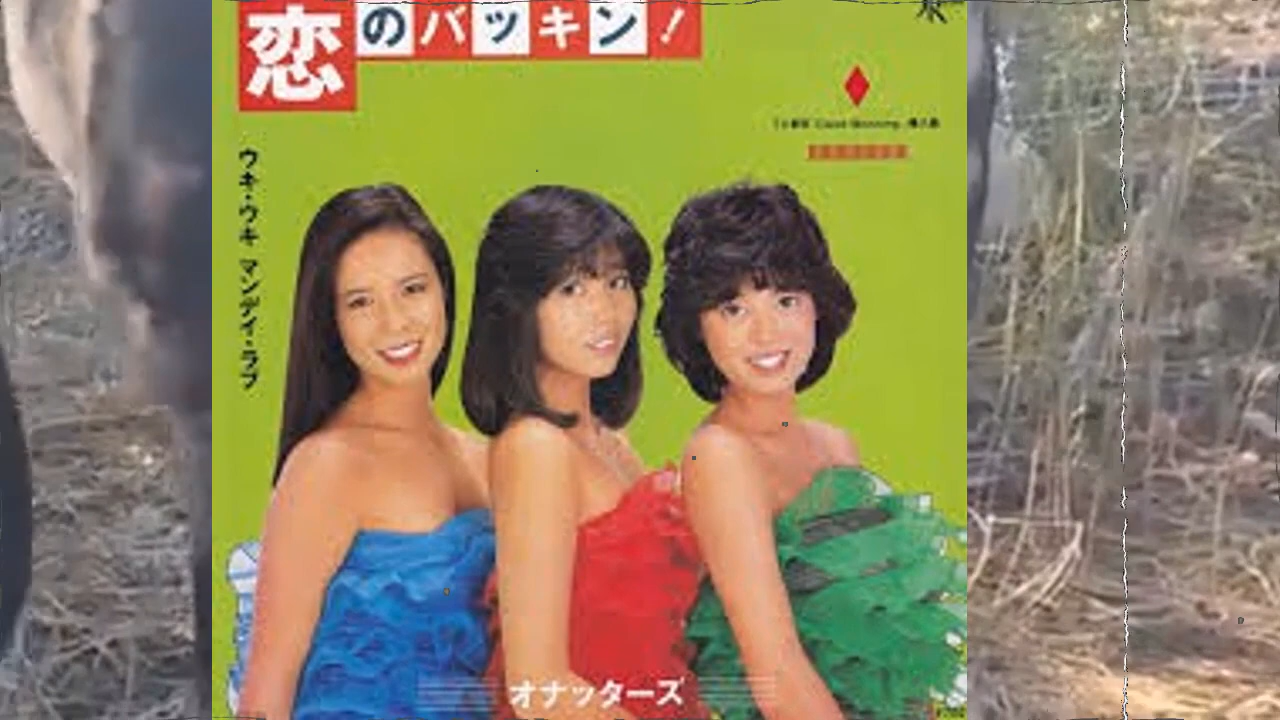 恋のバッキン!
ウキ・ウキ マンデイ・ラブ
オナッターズ